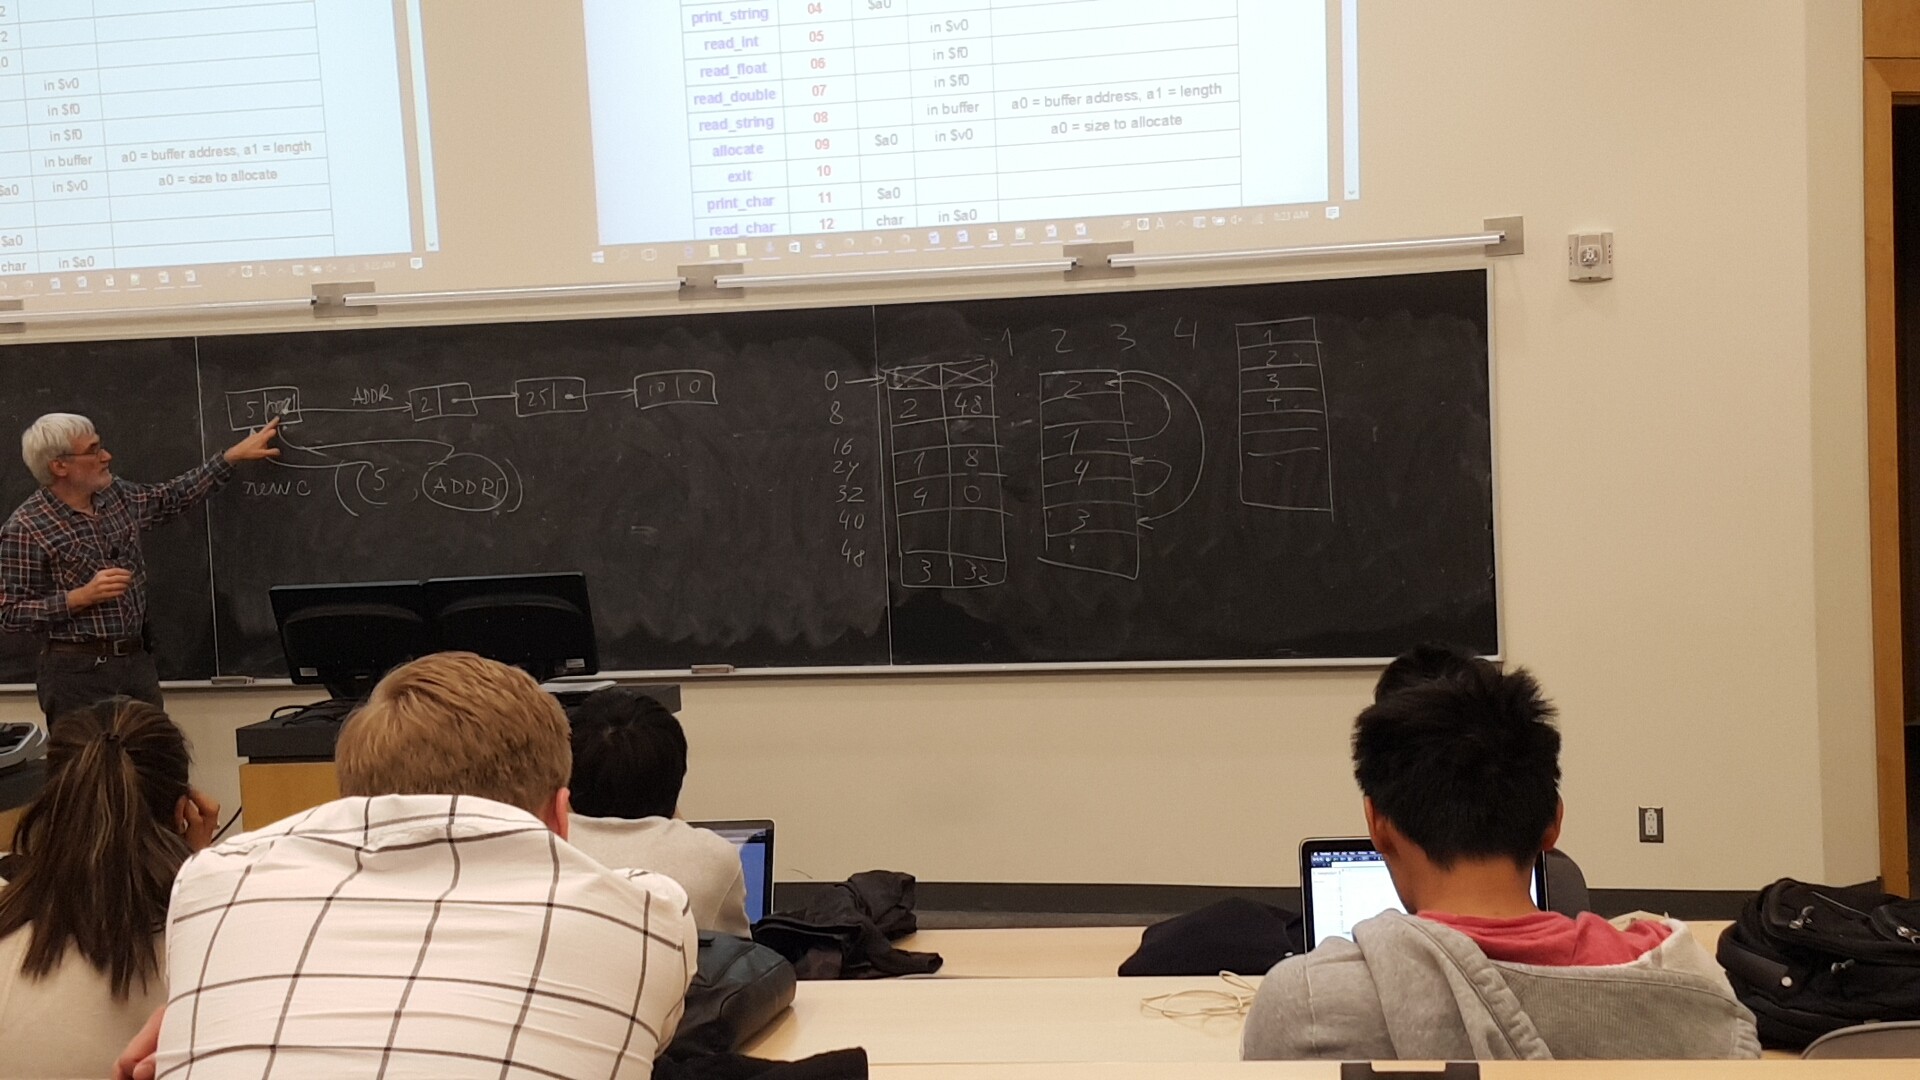 2
2
0
in $v0
in $f0
in $f0
in buffer a0 = buffer address, a1 = length
$a0 in $v0 a0 = size to allocate
$a0
char in $a0
print_string 04 $a0
read_int 05 in $v0
read_float 06 in $f0
read_double 07 in $f0
read_string 08 in buffer a0 = buffer address, a1 = length
allocate 09 $a0 in $v0 a0 = size to allocate
exit 10
print_char 11 $a0
read_char 12 char in $a0
5:23 AM
5 ADDR 2 25 10 0
newc (5, ADDR)
1 2 3 4
0
8 2 48
16
24 1 8
32 4 0
40
48 3 32
2
1
4
3
1
2
3
4